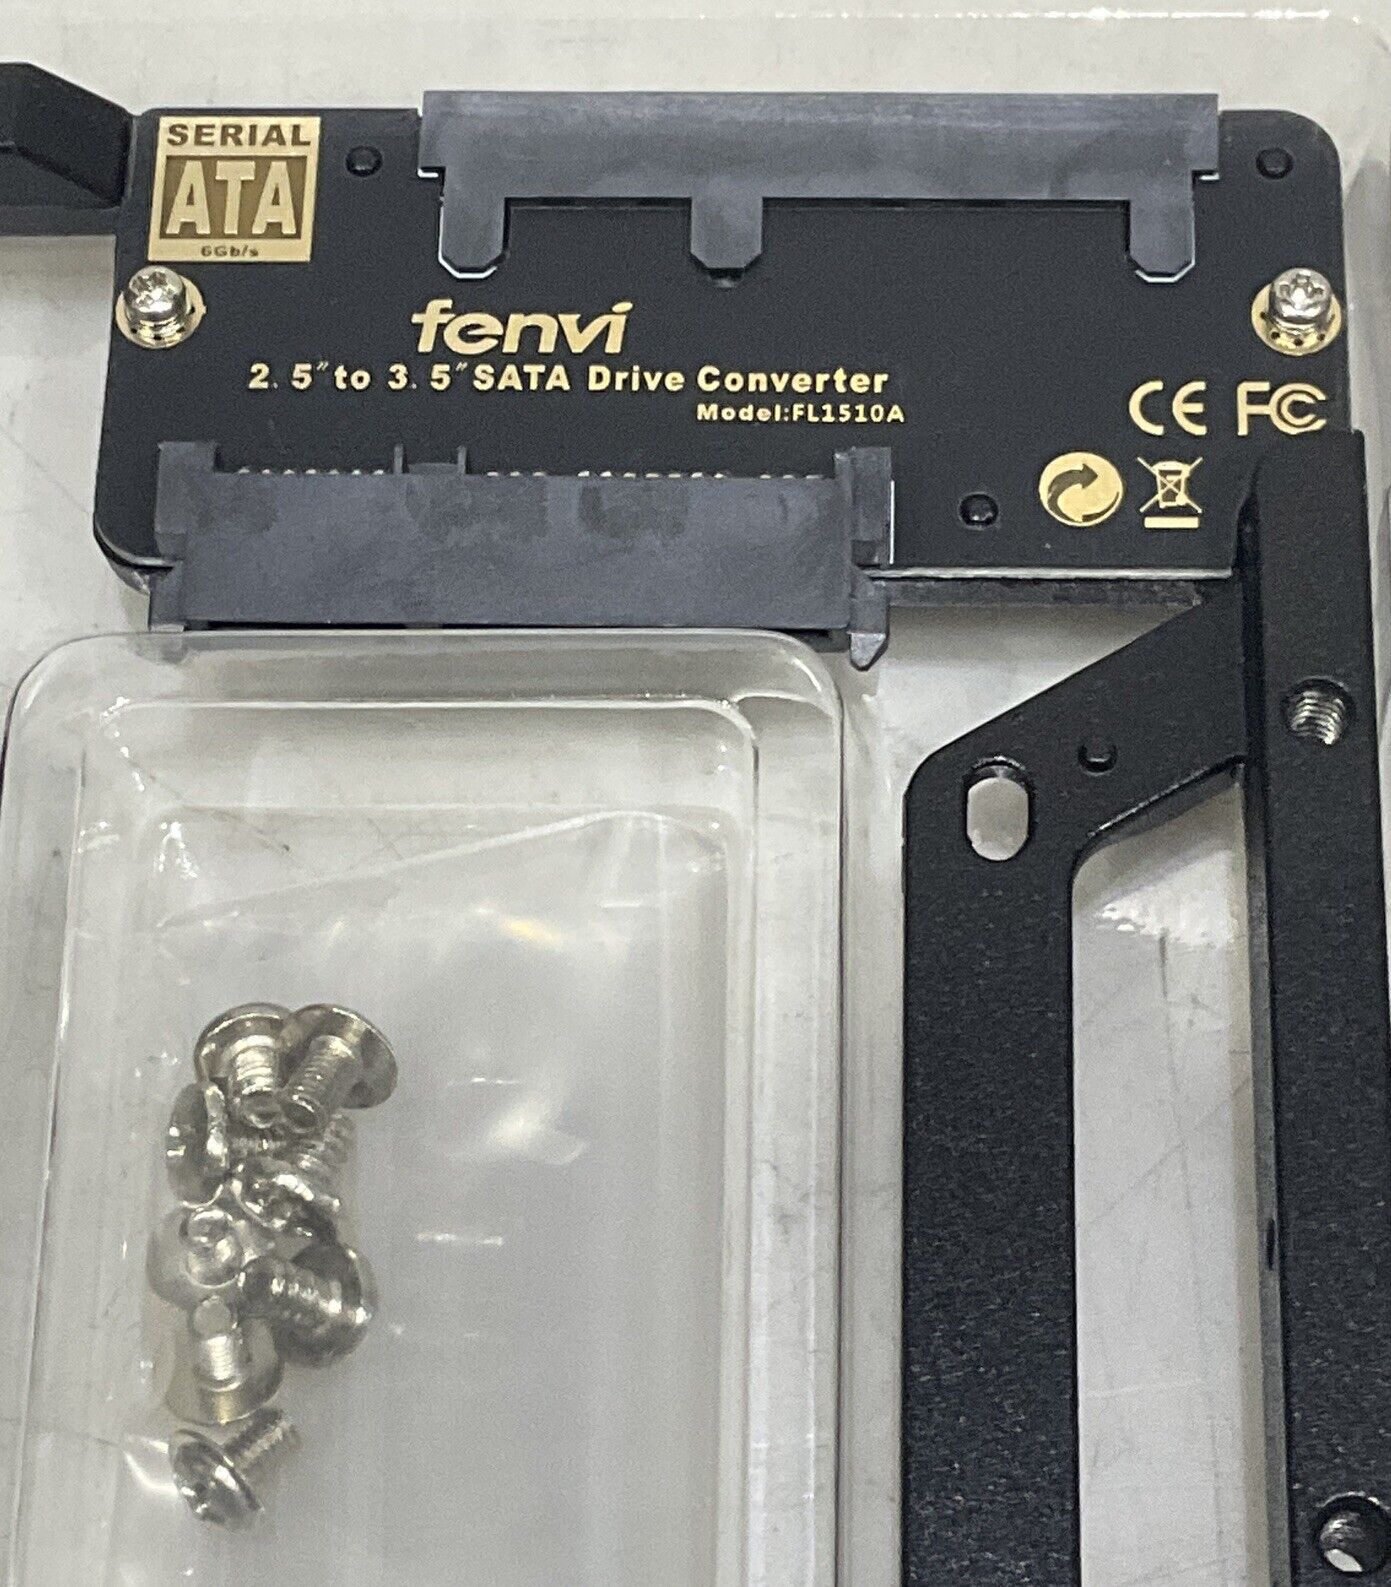 SERIAL
ATA
6Gb/s
fenvi
2.5" to 3.5" SATA Drive Converter
Model:FL1510A
CE FC